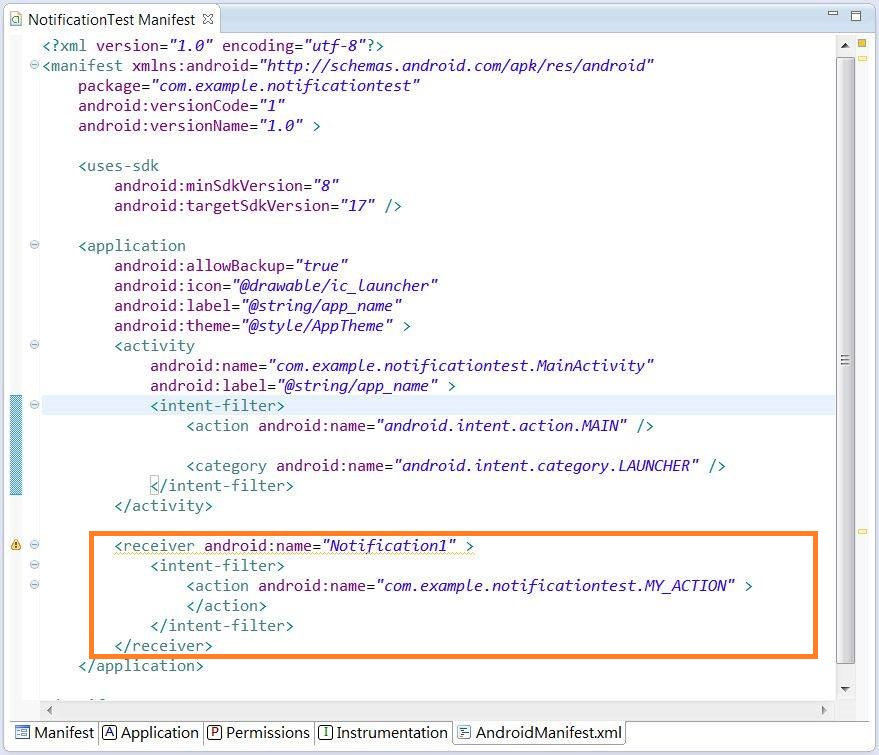 NotificationTest Manifest
<?xml version="1.0" encoding="utf-8"?>
<manifest xmlns:android="http://schemas.android.com/apk/res/android"
    package="com.example.notificationtest"
    android:versionCode="1"
    android:versionName="1.0" >
    <uses-sdk
        android:minSdkVersion="8"
        android:targetSdkVersion="17" />
    <application
        android:allowBackup="true"
        android:icon="@drawable/ic_launcher"
        android:label="@string/app_name"
        android:theme="@style/AppTheme" >
        <activity
            android:name="com.example.notificationtest.MainActivity"
            android:label="@string/app_name" >
            <intent-filter>
                <action android:name="android.intent.action.MAIN" />
                <category android:name="android.intent.category.LAUNCHER" />
            </intent-filter>
        </activity>
        <receiver android:name="Notification1" >
            <intent-filter>
                <action android:name="com.example.notificationtest.MY_ACTION" >
                </action>
            </intent-filter>
        </receiver>
    </application>
Manifest A Application P Permissions I Instrumentation AndroidManifest.xml